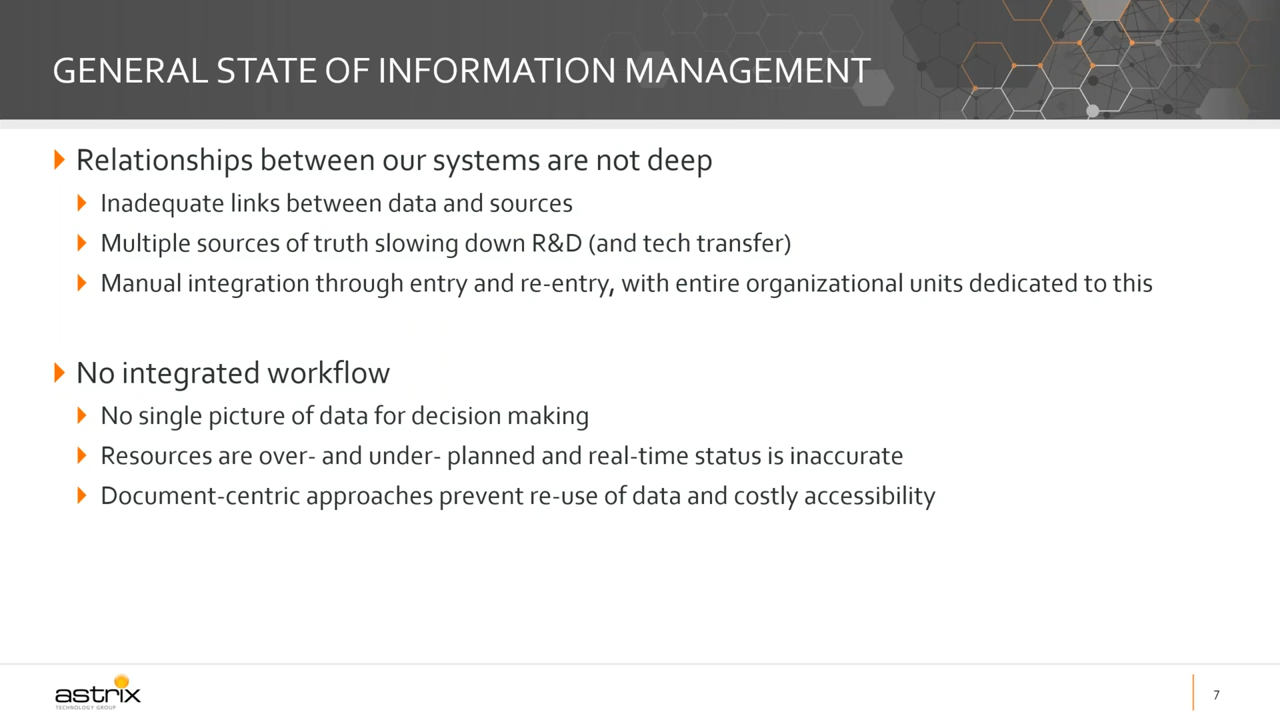 GENERAL STATE OF INFORMATION MANAGEMENT
Relationships between our systems are not deep
Inadequate links between data and sources
Multiple sources of truth slowing down R&D (and tech transfer)
Manual integration through entry and re-entry, with entire organizational units dedicated to this
No integrated workflow
No single picture of data for decision making
Resources are over- and under- planned and real-time status is inaccurate
Document-centric approaches prevent re-use of data and costly accessibility
astrix
TECHNOLOGY GROUP
7